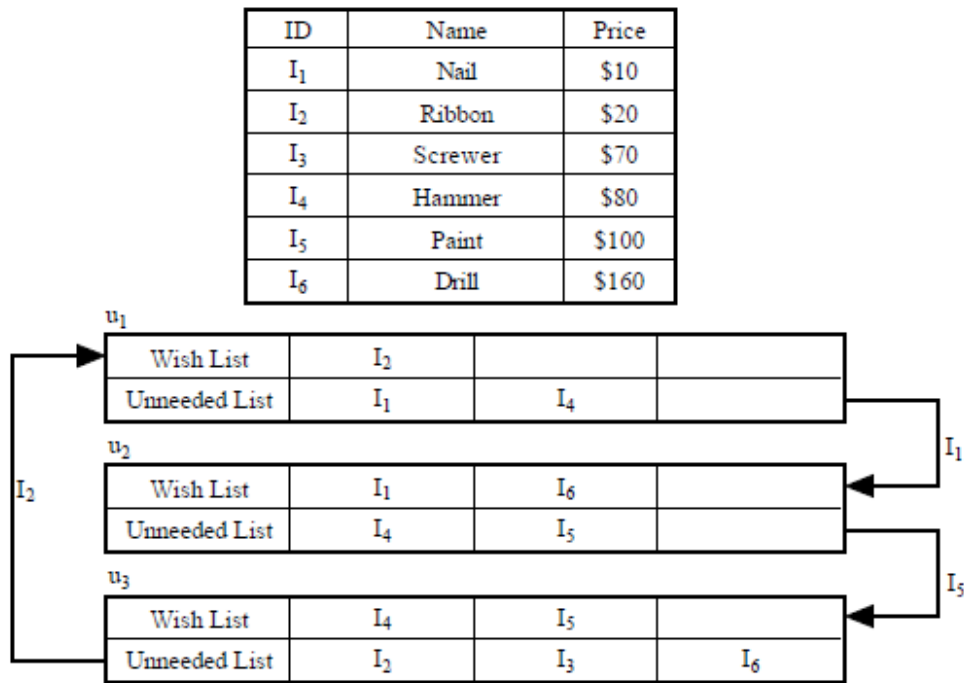 ID Name Price
I₁ Nail $10
I₂ Ribbon $20
I₃ Screwer $70
I₄ Hammer $80
I₅ Paint $100
I₆ Drill $160
u₁
Wish List I₂
Unneeded List I₁ I₄
I₁
u₂
I₂
Wish List I₁ I₆
Unneeded List I₄ I₅
u₃
I₅
Wish List I₄ I₅
Unneeded List I₂ I₃ I₆